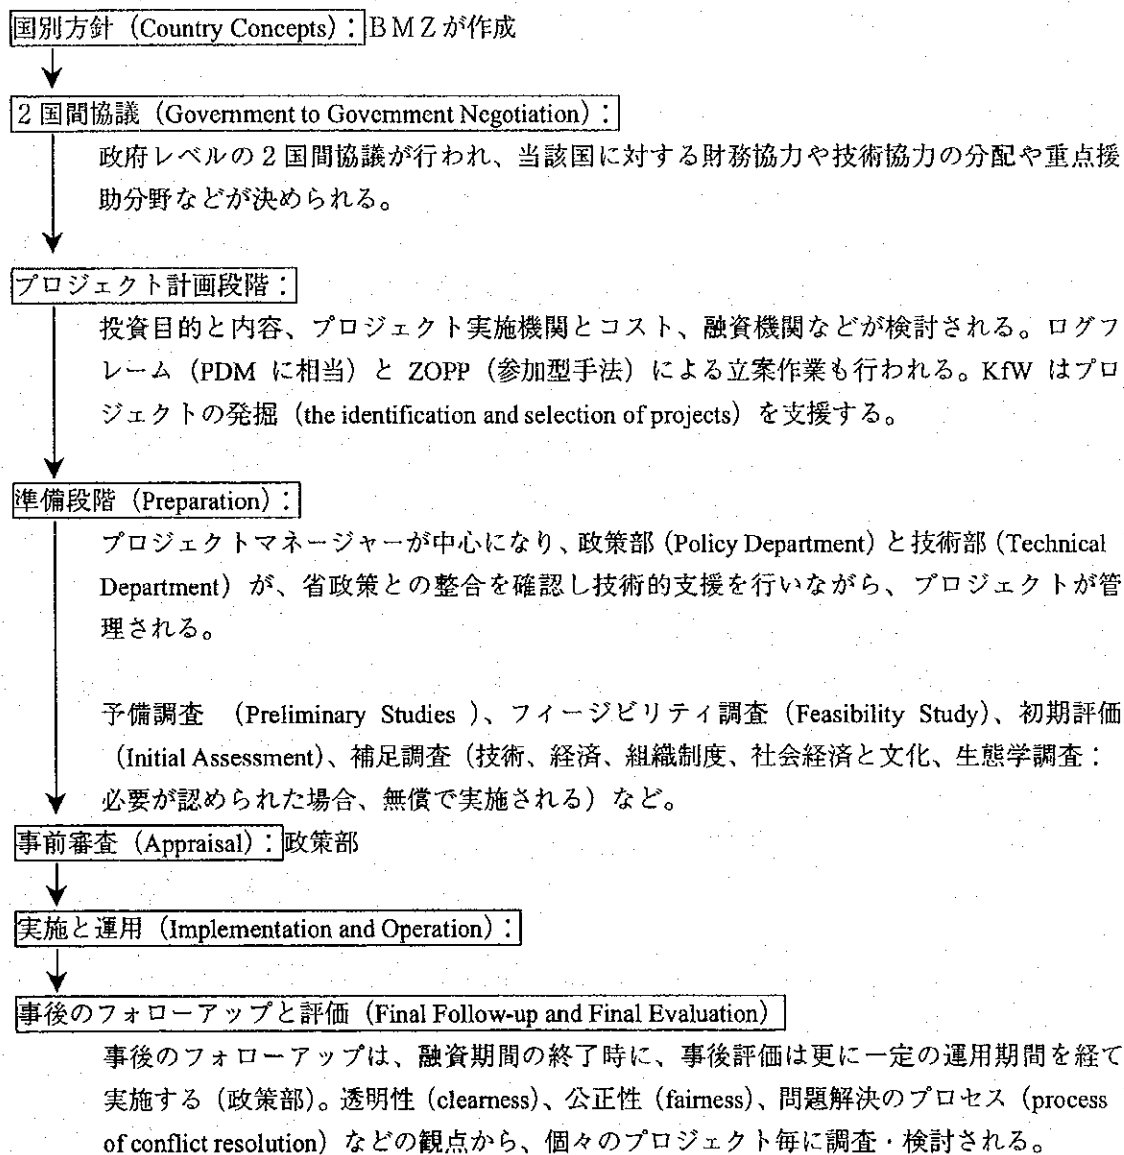 国別方針（Country Concepts）：BMZが作成
2国間協議（Government to Government Negotiation）：
政府レベルの2国間協議が行われ、当該国に対する財務協力や技術協力の分配や重点援
助分野などが決められる。
プロジェクト計画段階：
投資目的と内容、プロジェクト実施機関とコスト、融資機関などが検討される。ログフ
レーム（PDM に相当）と ZOPP（参加型手法）による立案作業も行われる。KfW はプロ
ジェクトの発掘（the identification and selection of projects）を支援する。
準備段階（Preparation）：
プロジェクトマネージャーが中心になり、政策部（Policy Department）と技術部（Technical
Department）が、省政策との整合を確認し技術的支援を行いながら、プロジェクトが管
理される。
予備調査　（Preliminary Studies ）、フィージビリティ調査（Feasibility Study）、初期評価
（Initial Assessment）、補足調査（技術、経済、組織制度、社会経済と文化、生態学調査：
必要が認められた場合、無償で実施される）など。
事前審査（Appraisal）：政策部
実施と運用（Implementation and Operation）：
事後のフォローアップと評価（Final Follow-up and Final Evaluation）
事後のフォローアップは、融資期間の終了時に、事後評価は更に一定の運用期間を経て
実施する（政策部）。透明性（clearness）、公正性（fairness）、問題解決のプロセス（process
of conflict resolution）などの観点から、個々のプロジェクト毎に調査・検討される。